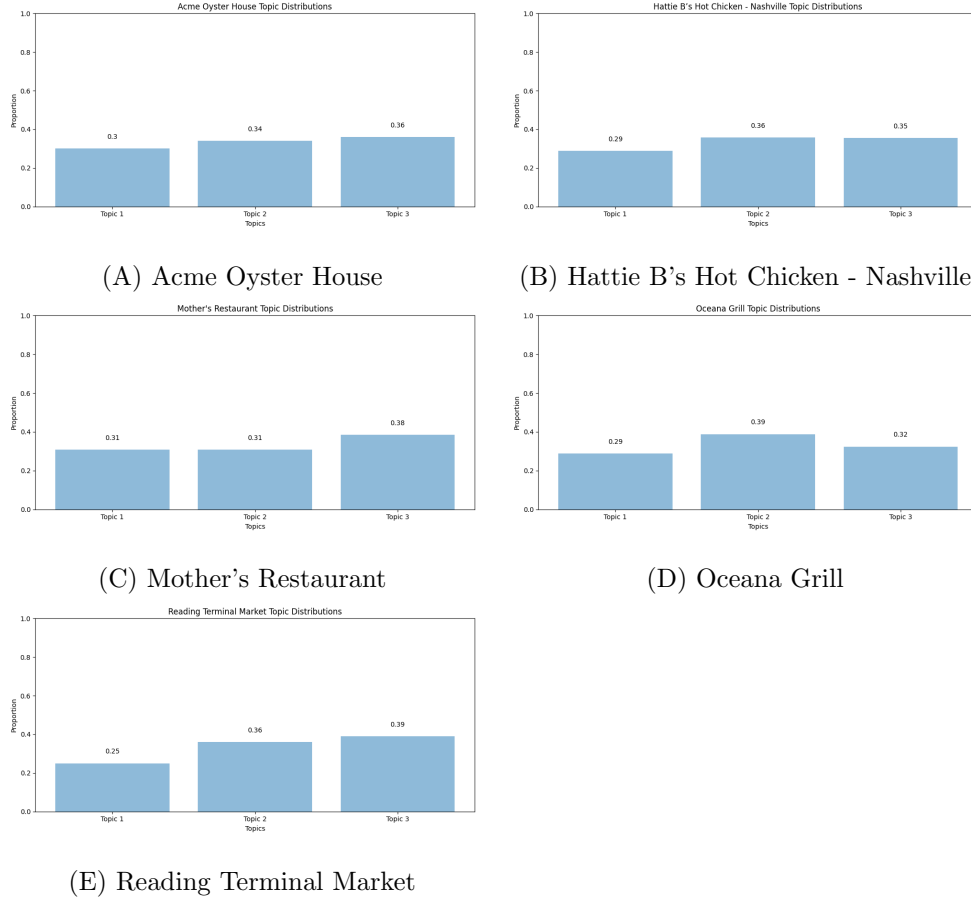 Acme Oyster House Topic Distributions
1.0
0.8
0.6
0.4
0.2
0.0
Proportion
0.3
0.34
0.36
Topic 1
Topic 2
Topic 3
Topics
(A) Acme Oyster House
Hattie B's Hot Chicken - Nashville Topic Distributions
1.0
0.8
0.6
0.4
0.2
0.0
Proportion
0.29
0.36
0.35
Topic 1
Topic 2
Topic 3
Topics
(B) Hattie B's Hot Chicken - Nashville
Mother's Restaurant Topic Distributions
1.0
0.8
0.6
0.4
0.2
0.0
Proportion
0.31
0.31
0.38
Topic 1
Topic 2
Topic 3
Topics
(C) Mother's Restaurant
Oceana Grill Topic Distributions
1.0
0.8
0.6
0.4
0.2
0.0
Proportion
0.29
0.39
0.32
Topic 1
Topic 2
Topic 3
Topics
(D) Oceana Grill
Reading Terminal Market Topic Distributions
1.0
0.8
0.6
0.4
0.2
0.0
Proportion
0.25
0.36
0.39
Topic 1
Topic 2
Topic 3
Topics
(E) Reading Terminal Market